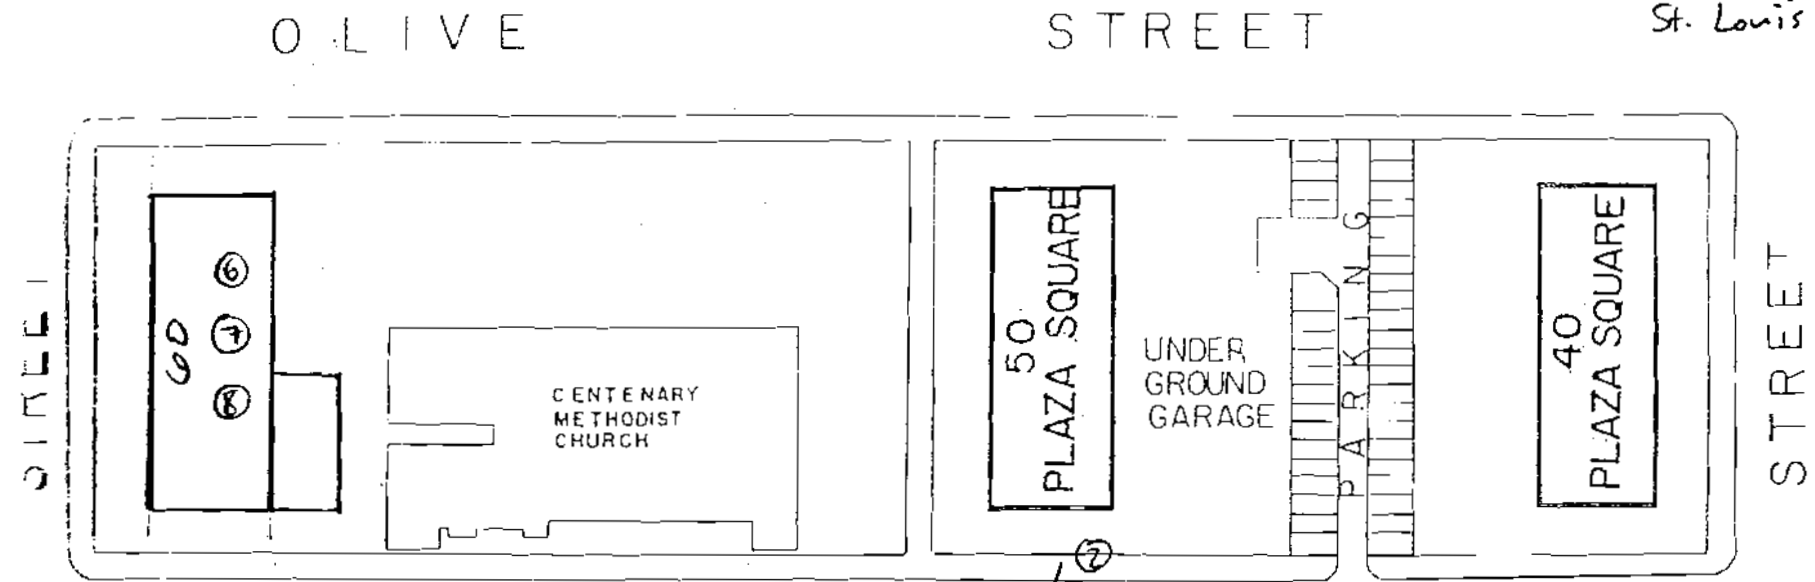 OLIVE STREET
St. Louis
STREET
60
⑥
⑦
⑧
CENTENARY
METHODIST
CHURCH
50
PLAZA SQUARE
UNDER
GROUND
GARAGE
PARKING
40
PLAZA SQUARE
STREET
②